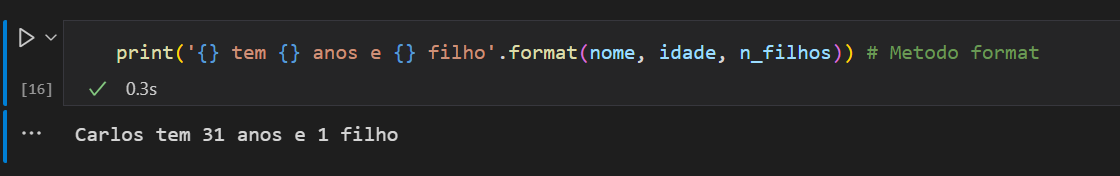 print('{} tem {} anos e {} filho'.format(nome, idade, n_filhos)) # Metodo format
[16] 0.3s
... Carlos tem 31 anos e 1 filho